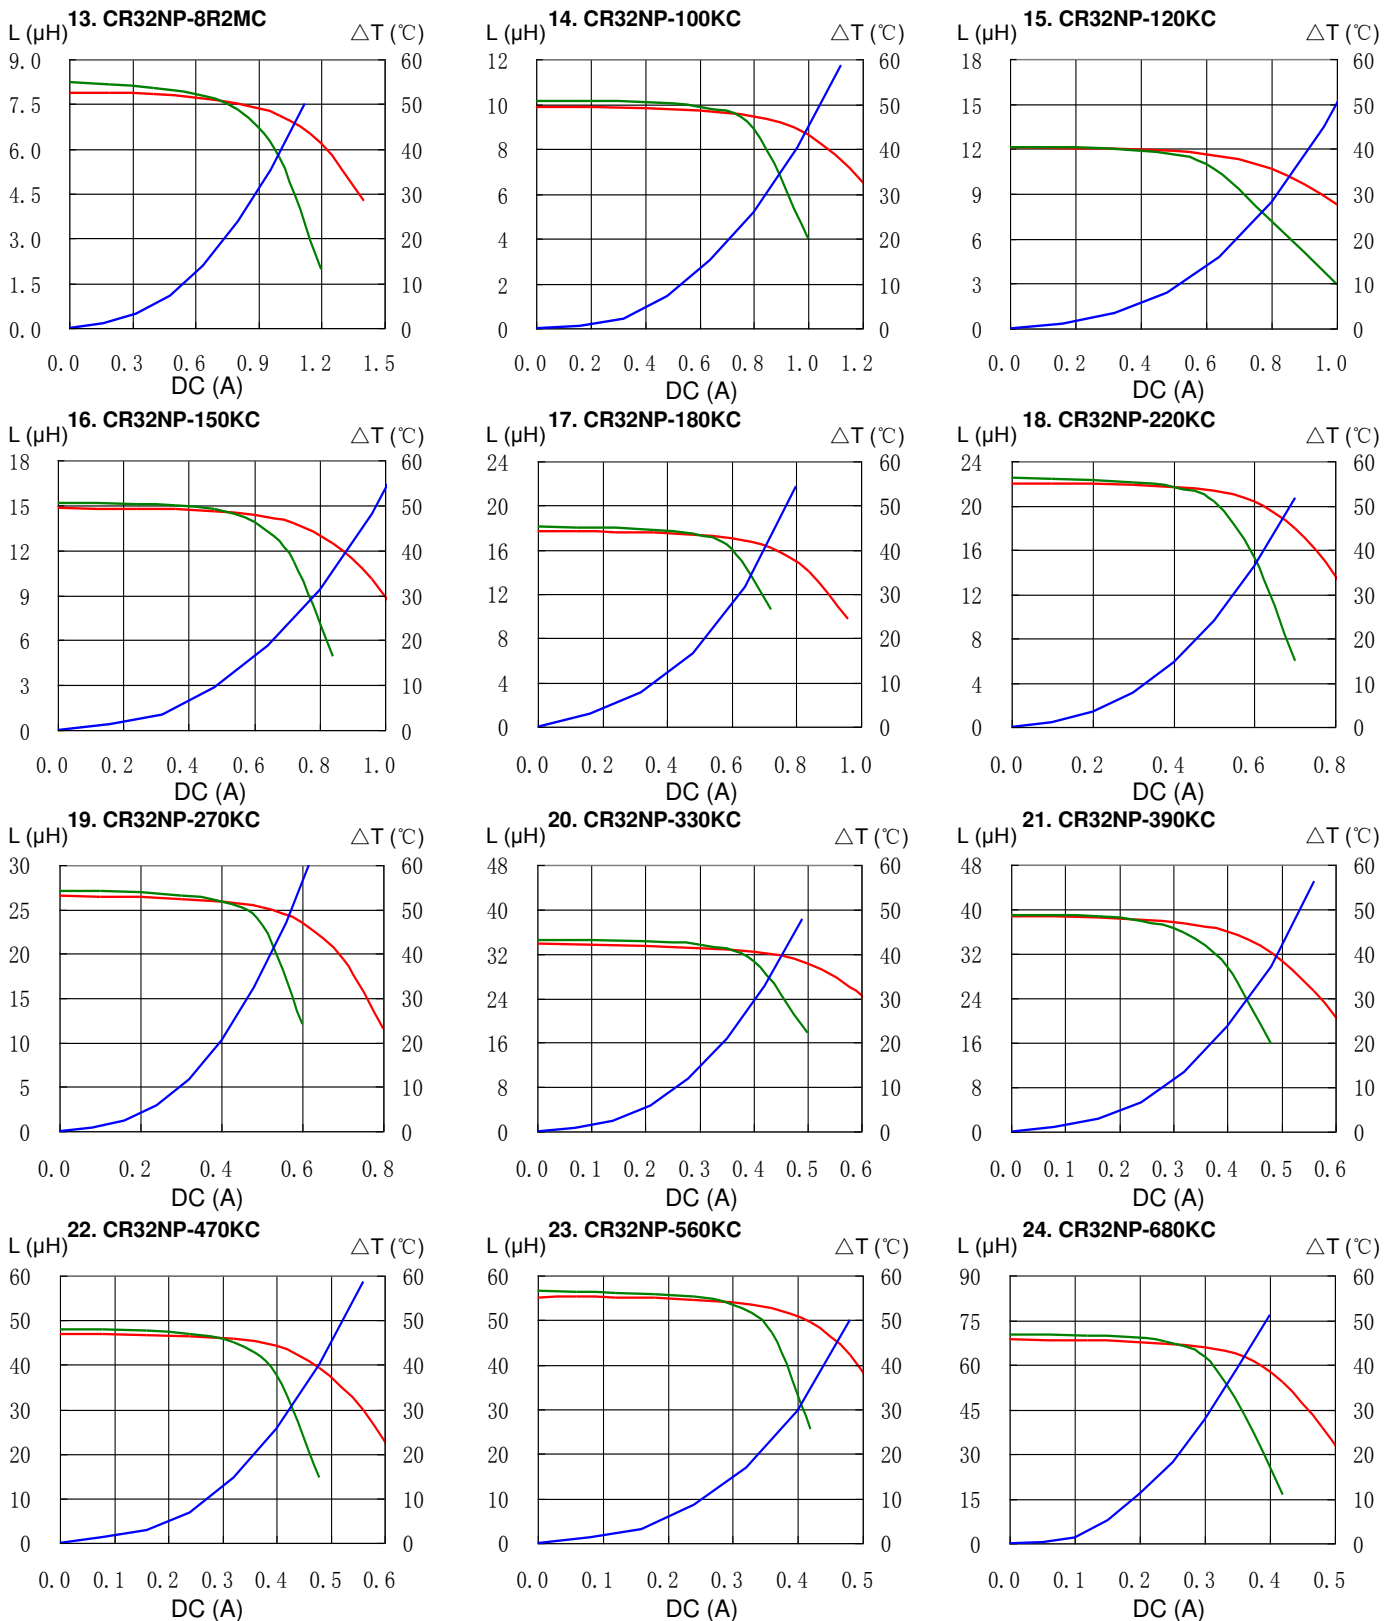 13. CR32NP-8R2MC
L (μH)
△T (℃)
9.0
7.5
6.0
4.5
3.0
1.5
0.0
60
50
40
30
20
10
0
0.0 0.3 0.6 0.9 1.2 1.5
DC (A)
14. CR32NP-100KC
L (μH)
△T (℃)
12
10
8
6
4
2
0
60
50
40
30
20
10
0
0.0 0.2 0.4 0.6 0.8 1.0 1.2
DC (A)
15. CR32NP-120KC
L (μH)
△T (℃)
18
15
12
9
6
3
0
60
50
40
30
20
10
0
0.0 0.2 0.4 0.6 0.8 1.0
DC (A)
16. CR32NP-150KC
L (μH)
△T (℃)
18
15
12
9
6
3
0
60
50
40
30
20
10
0
0.0 0.2 0.4 0.6 0.8 1.0
DC (A)
17. CR32NP-180KC
L (μH)
△T (℃)
24
20
16
12
8
4
0
60
50
40
30
20
10
0
0.0 0.2 0.4 0.6 0.8 1.0
DC (A)
18. CR32NP-220KC
L (μH)
△T (℃)
24
20
16
12
8
4
0
60
50
40
30
20
10
0
0.0 0.2 0.4 0.6 0.8
DC (A)
19. CR32NP-270KC
L (μH)
△T (℃)
30
25
20
15
10
5
0
60
50
40
30
20
10
0
0.0 0.2 0.4 0.6 0.8
DC (A)
20. CR32NP-330KC
L (μH)
△T (℃)
48
40
32
24
16
8
0
60
50
40
30
20
10
0
0.0 0.1 0.2 0.3 0.4 0.5 0.6
DC (A)
21. CR32NP-390KC
L (μH)
△T (℃)
48
40
32
24
16
8
0
60
50
40
30
20
10
0
0.0 0.1 0.2 0.3 0.4 0.5 0.6
DC (A)
22. CR32NP-470KC
L (μH)
△T (℃)
60
50
40
30
20
10
0
60
50
40
30
20
10
0
0.0 0.1 0.2 0.3 0.4 0.5 0.6
DC (A)
23. CR32NP-560KC
L (μH)
△T (℃)
60
50
40
30
20
10
0
60
50
40
30
20
10
0
0.0 0.1 0.2 0.3 0.4 0.5
DC (A)
24. CR32NP-680KC
L (μH)
△T (℃)
90
75
60
45
30
15
0
60
50
40
30
20
10
0
0.0 0.1 0.2 0.3 0.4 0.5
DC (A)